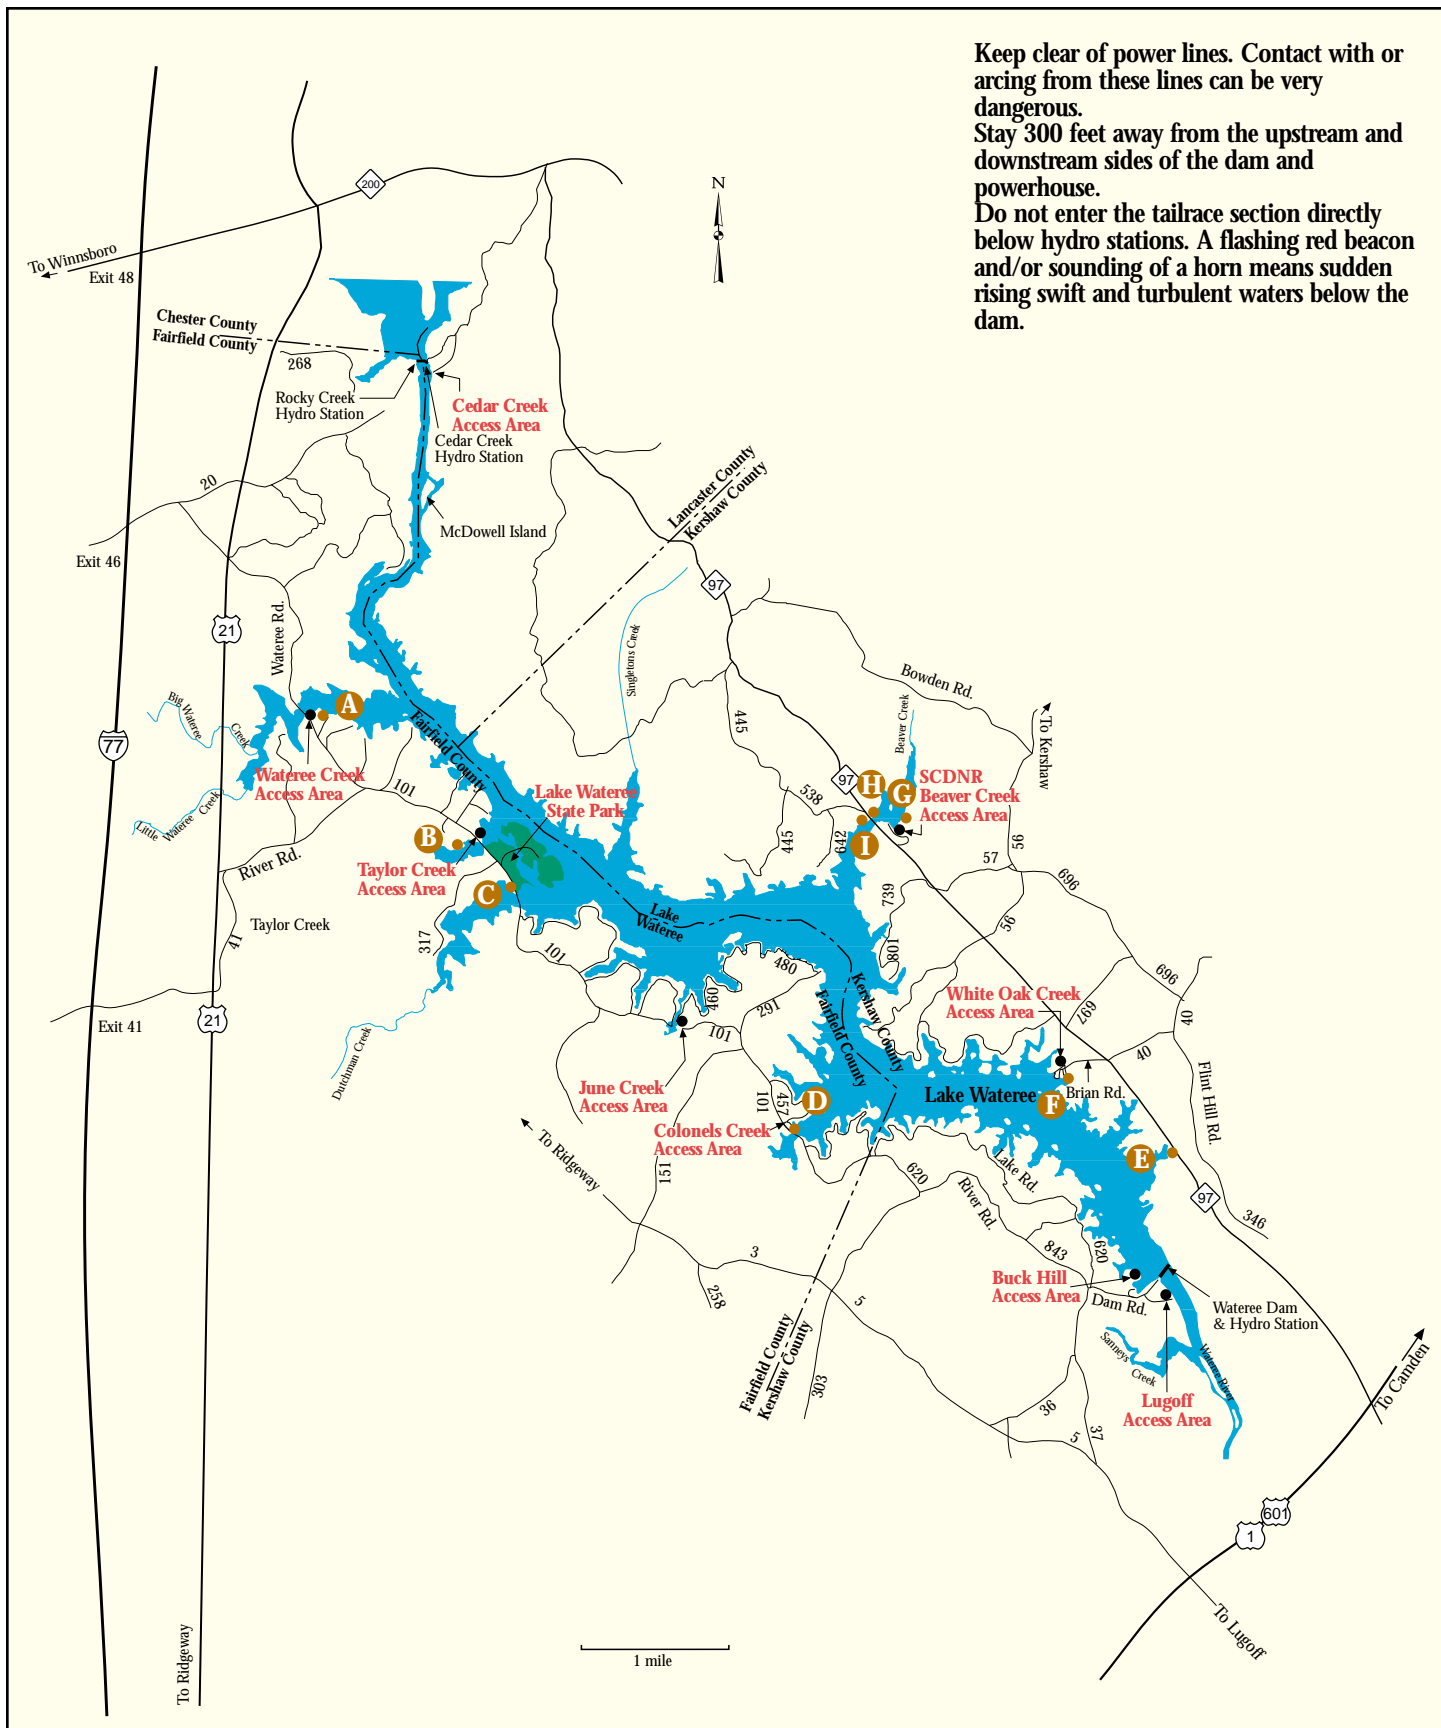 Keep clear of power lines. Contact with or
arcing from these lines can be very
dangerous.
Stay 300 feet away from the upstream and
downstream sides of the dam and
powerhouse.
Do not enter the tailrace section directly
below hydro stations. A flashing red beacon
and/or sounding of a horn means sudden
rising swift and turbulent waters below the
dam.
N
200
To Winnsboro
Exit 48
Chester County
Fairfield County
268
Rocky Creek
Hydro Station
Cedar Creek
Access Area
Cedar Creek
Hydro Station
20
McDowell Island
Lancaster County
Kershaw County
Exit 46
97
21
Wateree Rd.
Singletons Creek
Bowden Rd.
Big Wateree
Creek
A
Fairfield County
445
Beaver Creek
To Kershaw
77
Wateree Creek
Access Area
101
Lake Wateree
State Park
97
H
G
SCDNR
Beaver Creek
Access Area
538
Little Wateree Creek
B
445
642
I
56
River Rd.
Taylor Creek
Access Area
57
696
C
739
Lake
Wateree
56
Taylor Creek
41
317
101
801
480
696
Kershaw County
Fairfield County
White Oak Creek
Access Area
460
291
697
40
21
Exit 41
101
40
Dutchman Creek
June Creek
Access Area
Flint Hill Rd.
Lake Wateree
Brian Rd.
D
F
101
457
Colonels Creek
Access Area
To Ridgeway
E
151
620
Lake Rd.
River Rd.
97
346
3
843
620
258
Buck Hill
Access Area
5
Dam Rd.
Wateree Dam
& Hydro Station
Fairfield County
Kershaw County
Sanneys
Creek
Wateree River
303
To Camden
Lugoff
Access Area
36
37
5
601
1
To Ridgeway
To Lugoff
1 mile